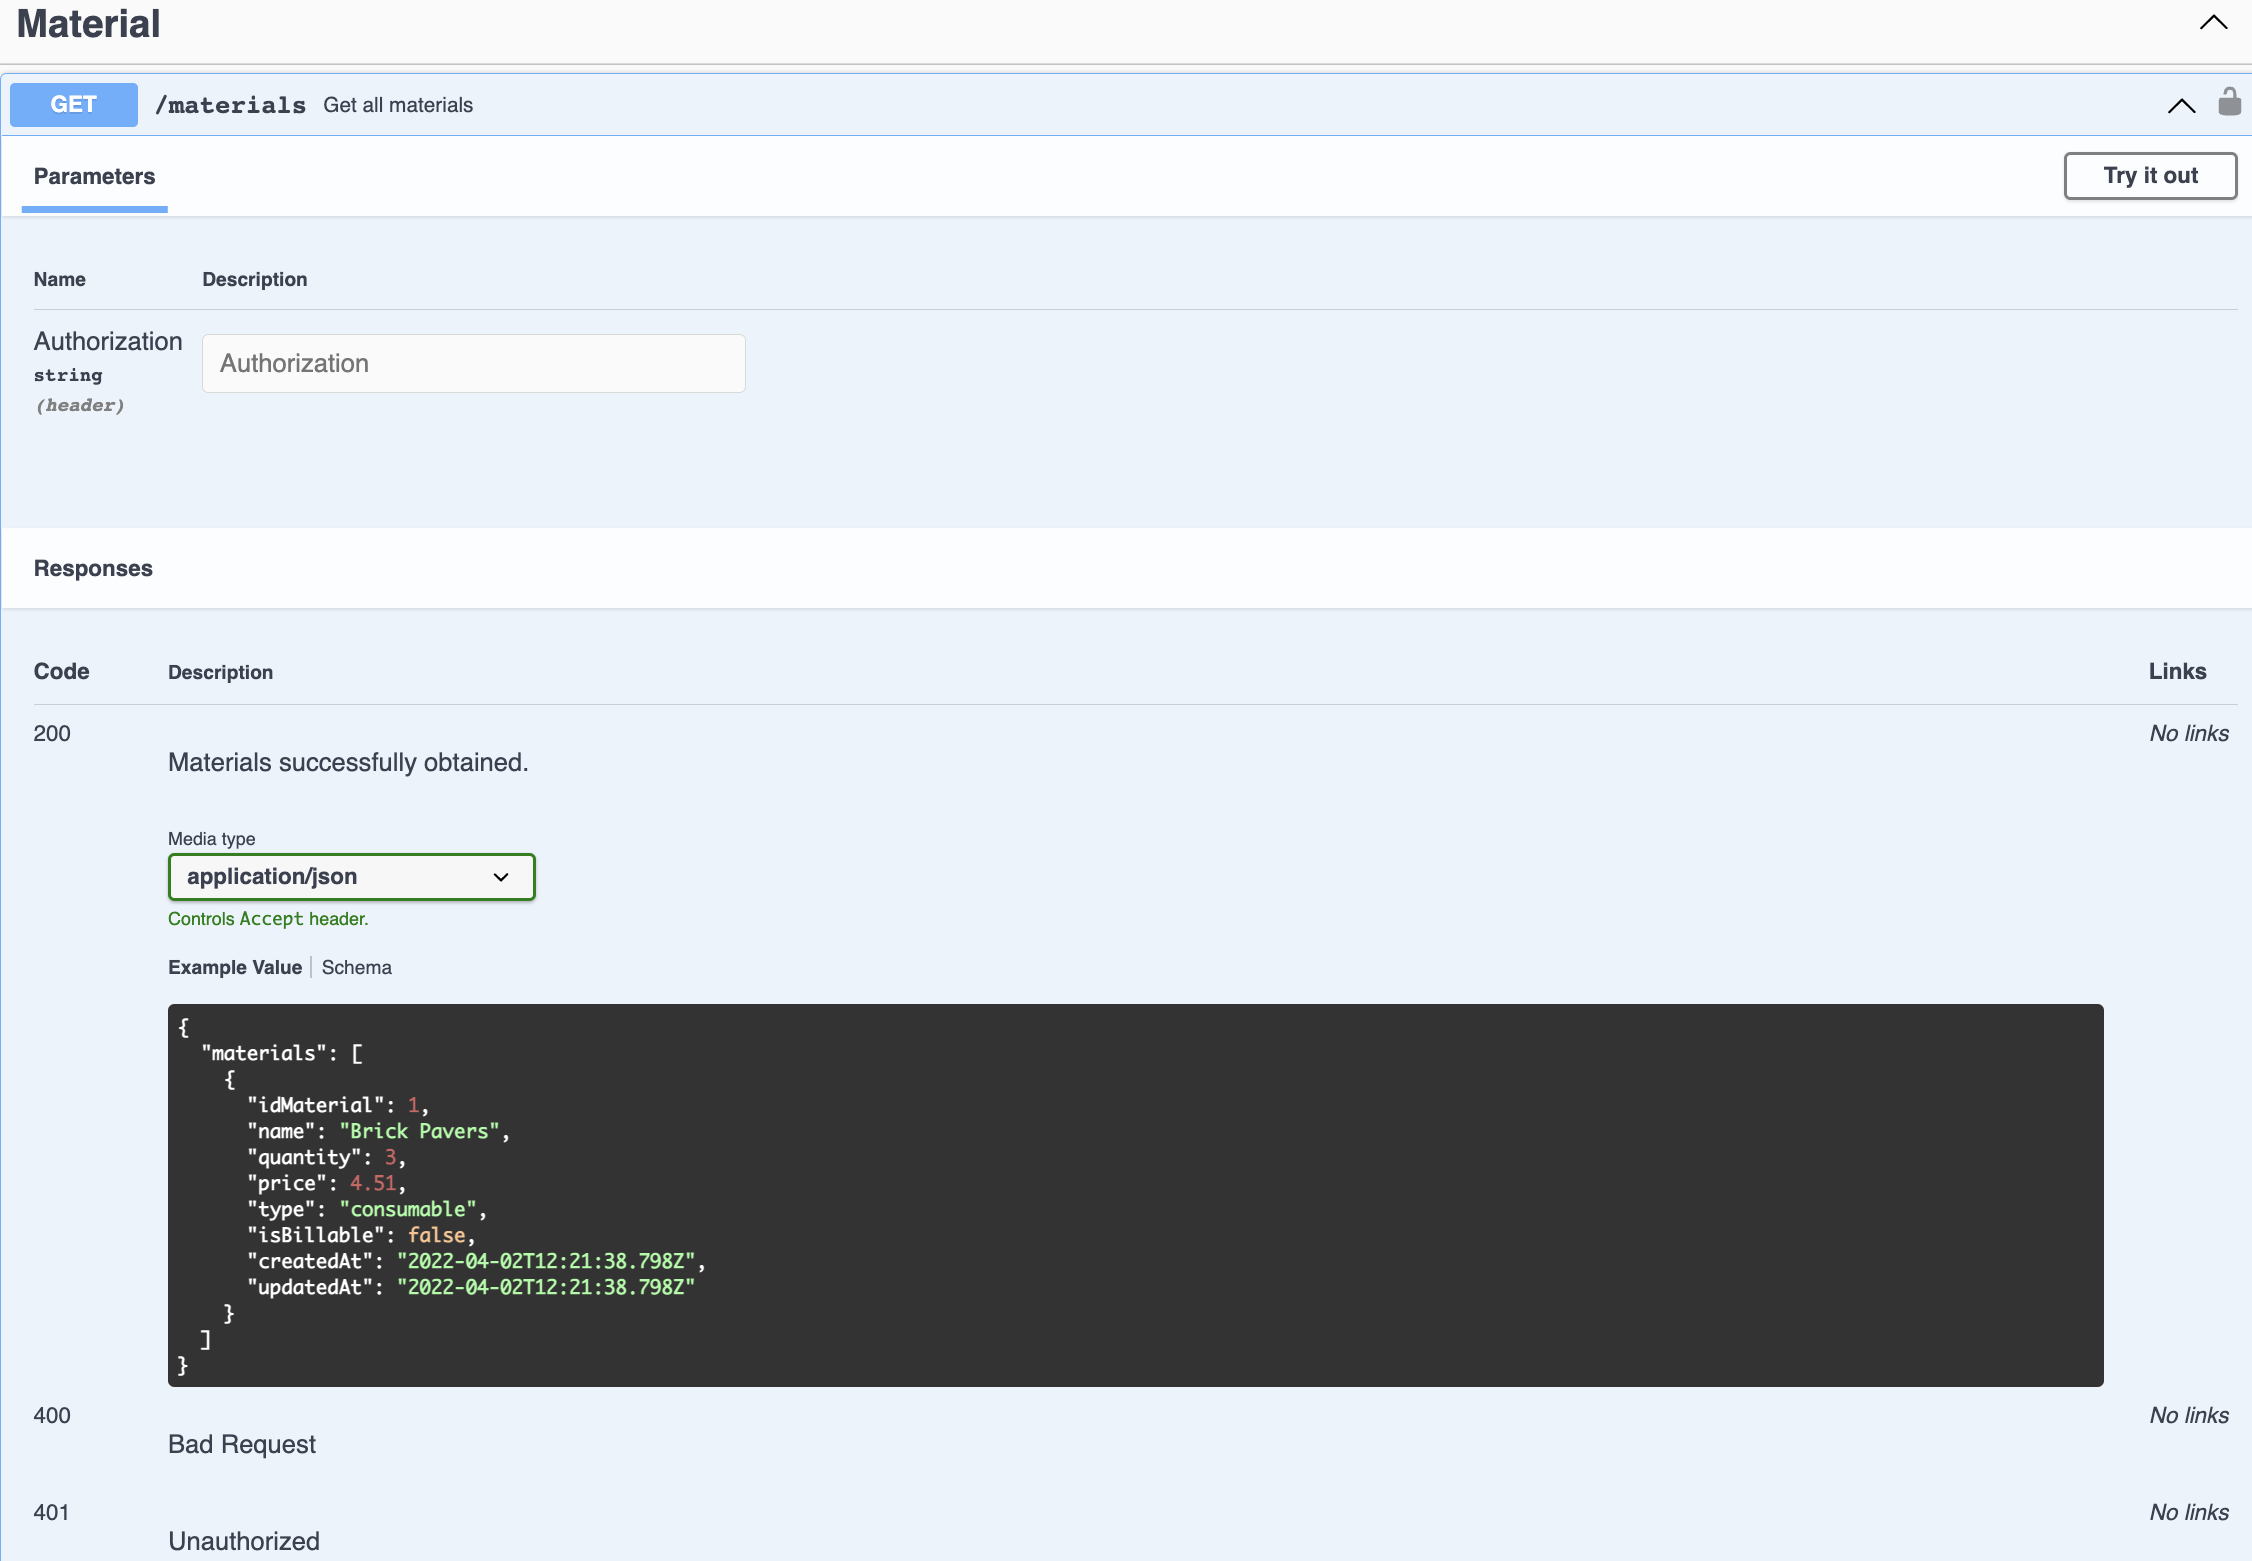 Material
GET /materials Get all materials
Parameters
Try it out
Name Description
Authorization
string
(header)
Authorization
Responses
Code Description Links
200 No links
Materials successfully obtained.
Media type
application/json
Controls Accept header.
Example Value Schema
{
  "materials": [
    {
      "idMaterial": 1,
      "name": "Brick Pavers",
      "quantity": 3,
      "price": 4.51,
      "type": "consumable",
      "isBillable": false,
      "createdAt": "2022-04-02T12:21:38.798Z",
      "updatedAt": "2022-04-02T12:21:38.798Z"
    }
  ]
}
400 No links
Bad Request
401 No links
Unauthorized